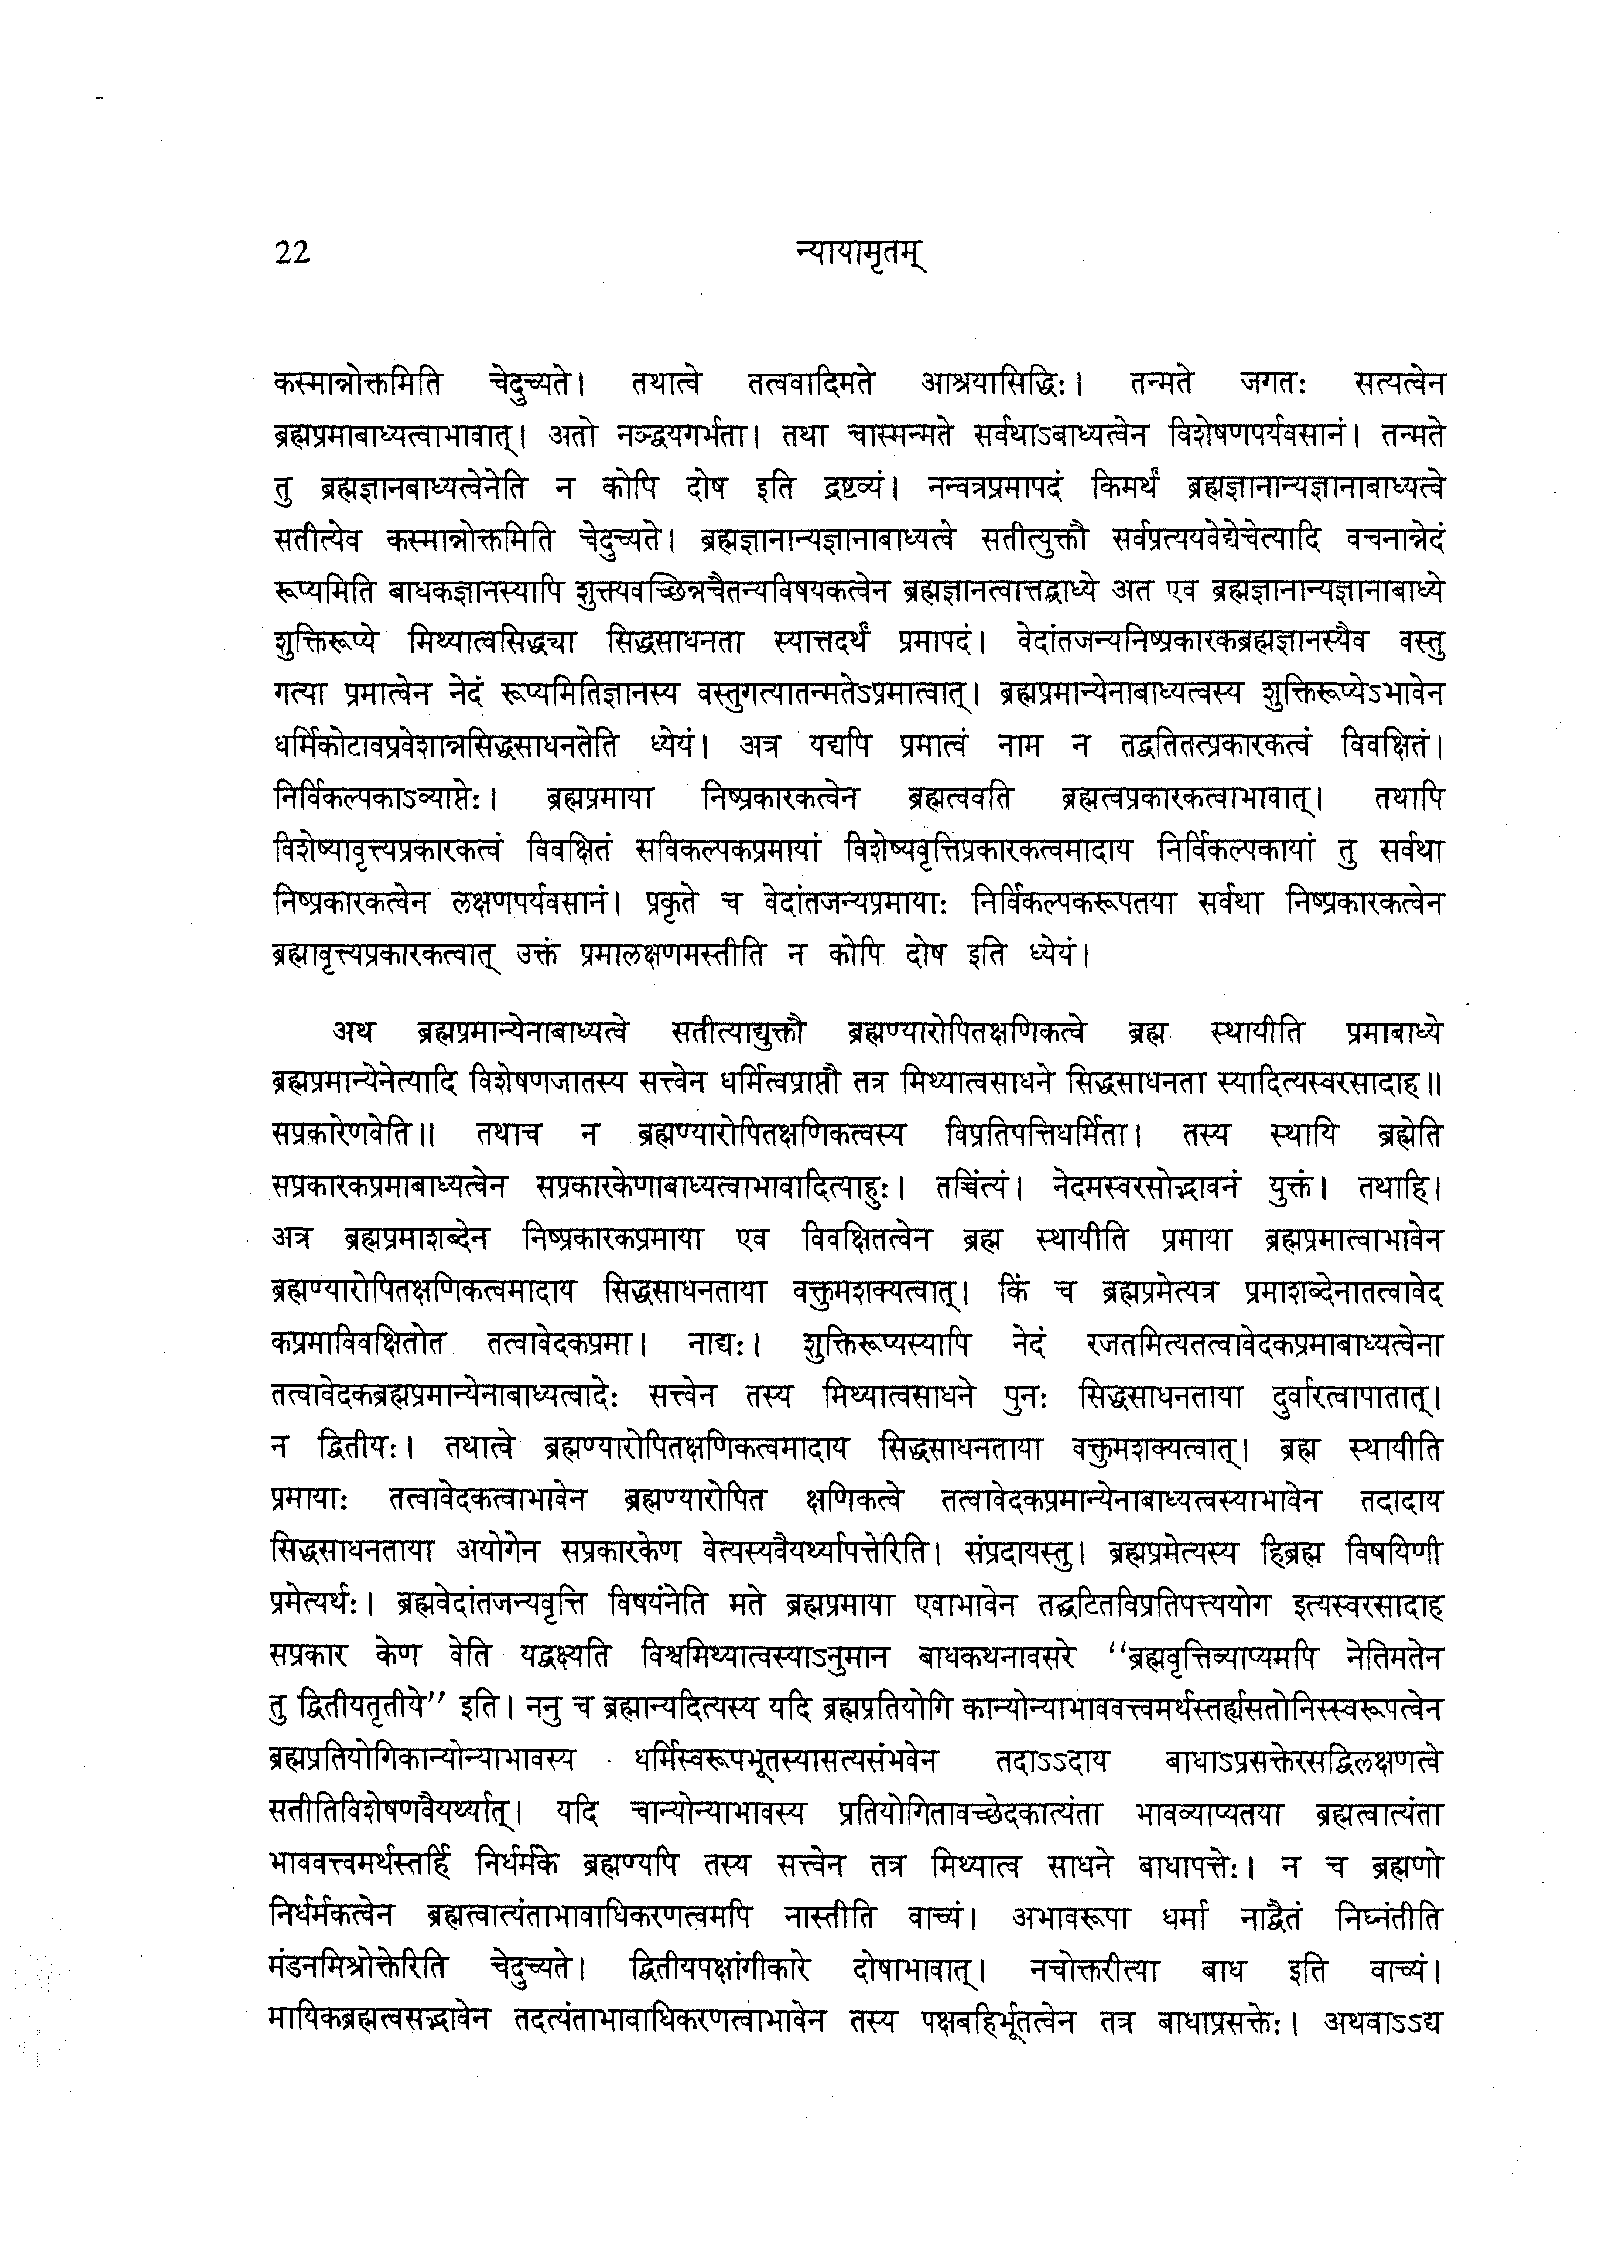 22 न्यायामृतम्
कस्मान्नोक्तमिति चेदुच्यते। तथात्वे तत्ववादिमते आश्रयासिद्धिः। तन्मते जगतः सत्यत्वेन
ब्रह्मप्रमाबाध्यत्वाभावात्। अतो नञ्द्वयगर्भता। तथा चास्मन्मते सर्वथाऽबाध्यत्वेन विशेषणपर्यवसानं। तन्मते
तु ब्रह्मज्ञानबाध्यत्वेनेति न कोपि दोष इति द्रष्टव्यं। नन्वत्रप्रमापदं किमर्थं ब्रह्मज्ञानान्यज्ञानाबाध्यत्वे
सतीत्येव कस्मान्नोक्तमिति चेदुच्यते। ब्रह्मज्ञानान्यज्ञानाबाध्यत्वे सतीत्युक्तौ सर्वप्रत्ययवेद्येचेत्यादि वचनान्नेदं
रूप्यमिति बाधकज्ञानस्यापि शुक्तयवच्छिन्नचैतन्यविषयकत्वेन ब्रह्मज्ञानत्वात्तद्बाध्ये अत एव ब्रह्मज्ञानान्यज्ञानाबाध्ये
शुक्तिरूप्ये मिथ्यात्वसिद्ध्या सिद्धसाधनता स्यात्तदर्थं प्रमापदं। वेदांतजन्यनिष्प्रकारकब्रह्मज्ञानस्यैव वस्तु
गत्या प्रमात्वेन नेदं रूप्यमितिज्ञानस्य वस्तुगत्यातन्मतेऽप्रमात्वात्। ब्रह्मप्रमान्येनाबाध्यत्वस्य शुक्तिरूप्येऽभावेन
धर्मिकोटावप्रवेशान्नसिद्धसाधनतेति ध्येयं। अत्र यद्यपि प्रमात्वं नाम न तद्वतितत्प्रकारकत्वं विवक्षितं।
निर्विकल्पकाऽव्याप्तेः। ब्रह्मप्रमाया निष्प्रकारकत्वेन ब्रह्मत्ववति ब्रह्मत्वप्रकारकत्वाभावात्। तथापि
विशेष्यावृत्त्यप्रकारकत्वं विवक्षितं सविकल्पकप्रमायां विशेष्यवृत्तिप्रकारकत्वमादाय निर्विकल्पकायां तु सर्वथा
निष्प्रकारकत्वेन लक्षणपर्यवसानं। प्रकृते च वेदांतजन्यप्रमायाः निर्विकल्पकरूपतया सर्वथा निष्प्रकारकत्वेन
ब्रह्मावृत्त्यप्रकारकत्वात् उक्तं प्रमालक्षणमस्तीति न कोपि दोष इति ध्येयं।
अथ ब्रह्मप्रमान्येनाबाध्यत्वे सतीत्याद्युक्तौ ब्रह्मण्यारोपितक्षणिकत्वे ब्रह्म स्थायीति प्रमाबाध्ये
ब्रह्मप्रमान्येनेत्यादि विशेषणजातस्य सत्त्वेन धर्मित्वप्राप्तौ तत्र मिथ्यात्वसाधने सिद्धसाधनता स्यादित्यस्वरसादाह॥
सप्रकारेणवेति॥ तथाच न ब्रह्मण्यारोपितक्षणिकत्वस्य विप्रतिपत्तिधर्मिता। तस्य स्थायि ब्रह्मेति
सप्रकारकप्रमाबाध्यत्वेन सप्रकारकेणाबाध्यत्वाभावादित्याहुः। तच्चिंत्यं। नेदमस्वरसोद्भावनं युक्तं। तथाहि।
अत्र ब्रह्मप्रमाशब्देन निष्प्रकारकप्रमाया एव विवक्षितत्वेन ब्रह्म स्थायीति प्रमाया ब्रह्मप्रमात्वाभावेन
ब्रह्मण्यारोपितक्षणिकत्वमादाय सिद्धसाधनताया वक्तुमशक्यत्वात्। किं च ब्रह्मप्रमेत्यत्र प्रमाशब्देनातत्वावेद
कप्रमाविवक्षितोत तत्वावेदकप्रमा। नाद्यः। शुक्तिरूप्यस्यापि नेदं रजतमित्यतत्वावेदकप्रमाबाध्यत्वेना
तत्वावेदकब्रह्मप्रमान्येनाबाध्यत्वादेः सत्त्वेन तस्य मिथ्यात्वसाधने पुनः सिद्धसाधनताया दुर्वारत्वापातात्।
न द्वितीयः। तथात्वे ब्रह्मण्यारोपितक्षणिकत्वमादाय सिद्धसाधनताया वक्तुमशक्यत्वात्। ब्रह्म स्थायीति
प्रमायाः तत्वावेदकत्वाभावेन ब्रह्मण्यारोपित क्षणिकत्वे तत्वावेदकप्रमान्येनाबाध्यत्वस्याभावेन तदादाय
सिद्धसाधनताया अयोगेन सप्रकारकेण वेत्यस्यवैयर्थ्यापत्तेरिति। संप्रदायस्तु। ब्रह्मप्रमेत्यस्य हिब्रह्म विषयिणी
प्रमेत्यर्थः। ब्रह्मवेदांतजन्यवृत्ति विषयंनेति मते ब्रह्मप्रमाया एवाभावेन तद्घटितविप्रतिपत्त्ययोग इत्यस्वरसादाह
सप्रकार केण वेति यद्वक्ष्यति विश्वमिथ्यात्वस्याऽनुमान बाधकथनावसरे “ब्रह्मवृत्तिव्याप्यमपि नेतिमतेन
तु द्वितीयतृतीये” इति। ननु च ब्रह्मान्यदित्यस्य यदि ब्रह्मप्रतियोगि कान्योन्याभाववत्त्वमर्थस्तर्ह्यसतोनिस्स्वरूपत्वेन
ब्रह्मप्रतियोगिकान्योन्याभावस्य धर्मिस्वरूपभूतस्यासत्यसंभवेन तदाऽऽदाय बाधाऽप्रसक्तेरसद्विलक्षणत्वे
सतीतिविशेषणवैयर्थ्यात्। यदि चान्योन्याभावस्य प्रतियोगितावच्छेदकात्यंता भावव्याप्यतया ब्रह्मत्वात्यंता
भाववत्त्वमर्थस्तर्हि निर्धर्मके ब्रह्मण्यपि तस्य सत्त्वेन तत्र मिथ्यात्व साधने बाधापत्तेः। न च ब्रह्मणो
निर्धर्मकत्वेन ब्रह्मत्वात्यंताभावाधिकरणत्वमपि नास्तीति वाच्यं। अभावरूपा धर्मा नाद्वैतं निघ्नंतीति
मंडनमिश्रोक्तेरिति चेदुच्यते। द्वितीयपक्षांगीकारे दोषाभावात्। नचोक्तरीत्या बाध इति वाच्यं।
मायिकब्रह्मत्वसद्भावेन तदत्यंताभावाधिकरणत्वाभावेन तस्य पक्षबहिर्भूतत्वेन तत्र बाधाप्रसक्तेः। अथवाऽऽद्य